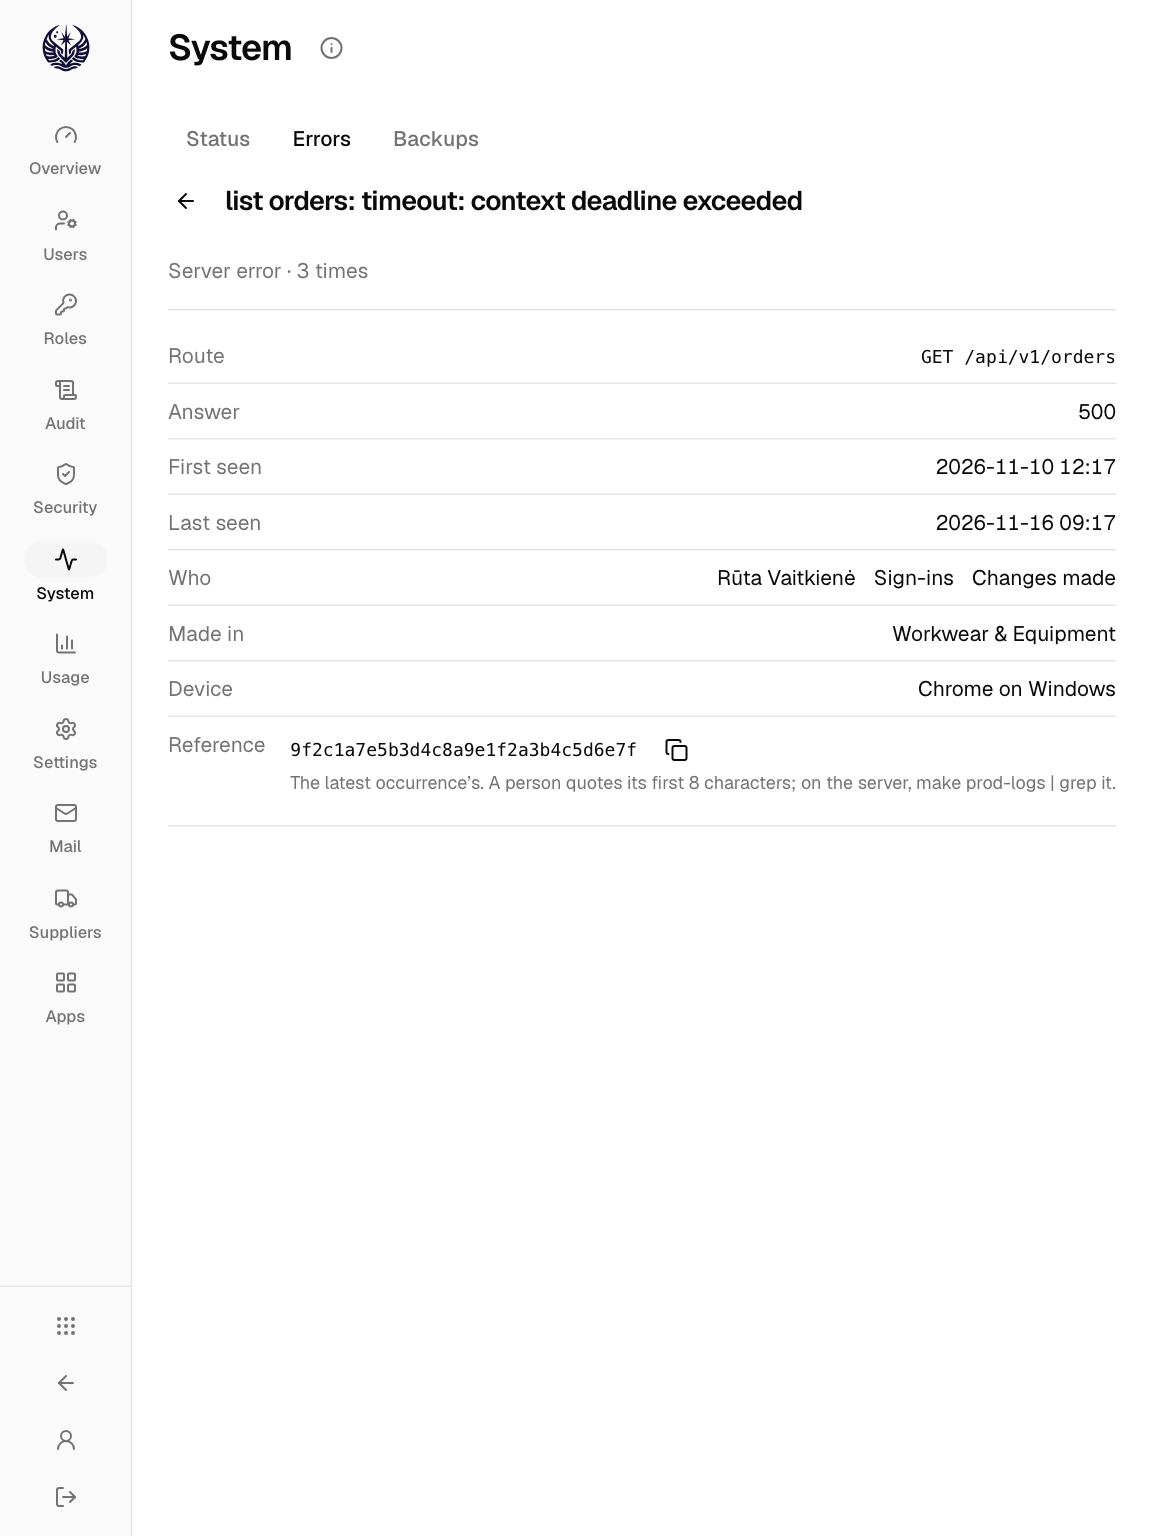 System
Status Errors Backups
list orders: timeout: context deadline exceeded
Server error · 3 times
Route GET /api/v1/orders
Answer 500
First seen 2026-11-10 12:17
Last seen 2026-11-16 09:17
Who Rūta Vaitkienė Sign-ins Changes made
Made in Workwear & Equipment
Device Chrome on Windows
Reference 9f2c1a7e5b3d4c8a9e1f2a3b4c5d6e7f
The latest occurrence’s. A person quotes its first 8 characters; on the server, make prod-logs | grep it.
Overview
Users
Roles
Audit
Security
System
Usage
Settings
Mail
Suppliers
Apps